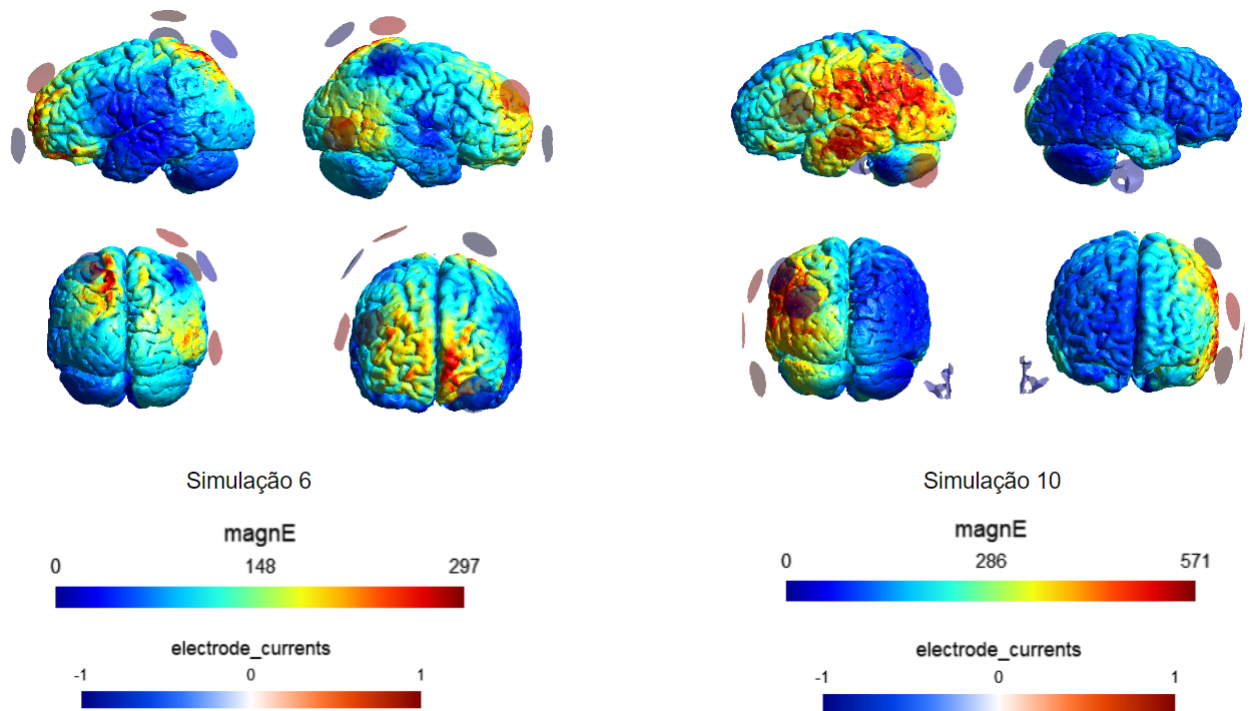 Simulação 6
magnE
0 148 297
electrode_currents
-1 0 1
Simulação 10
magnE
0 286 571
electrode_currents
-1 0 1